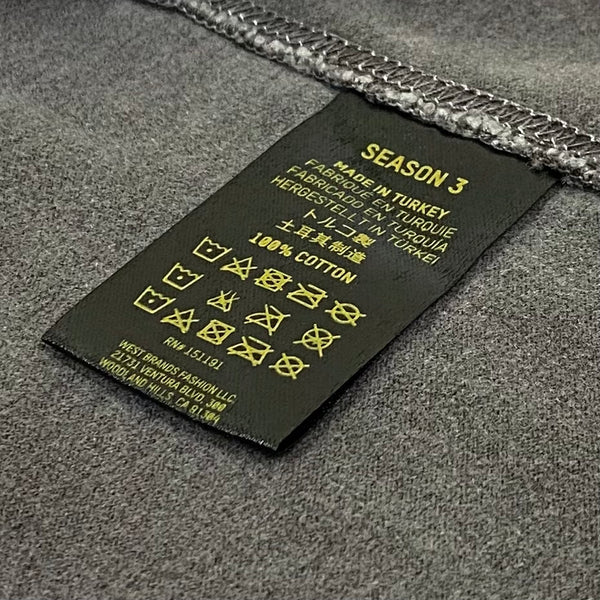 SEASON 3
MADE IN TURKEY
FABRIQUE EN TURQUIE
FABRICADO EN TURQUÍA
HERGESTELLT IN TÜRKEI
トルコ製
土耳其制造
100% COTTON
RN# 151191
WEST BRANDS FASHION LLC
21731 VENTURA BLVD. 300
WOODLAND HILLS, CA 91364